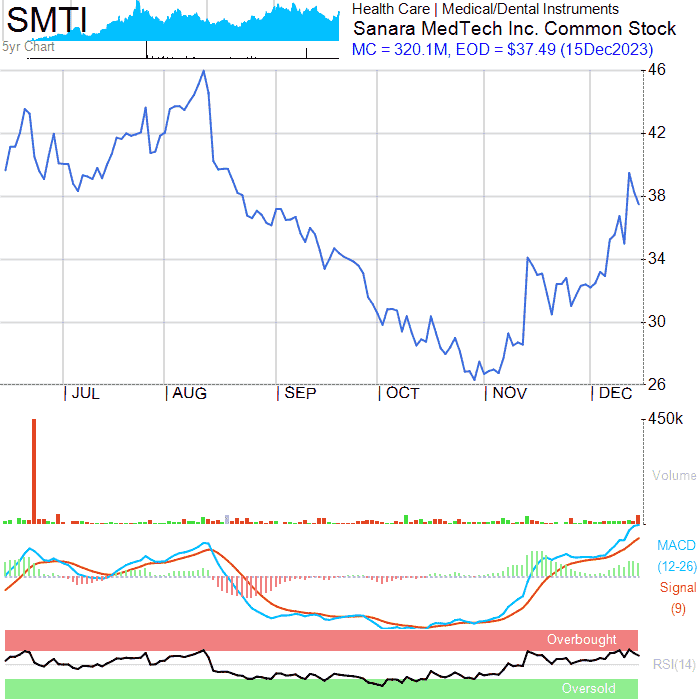 SMTI
5yr Chart
Health Care | Medical/Dental Instruments
Sanara MedTech Inc. Common Stock
MC = 320.1M, EOD = $37.49 (15Dec2023)
46
42
38
34
30
26
JUL AUG SEP OCT NOV DEC
450k
Volume
MACD
(12-26)
Signal
(9)
Overbought
RSI(14)
Oversold